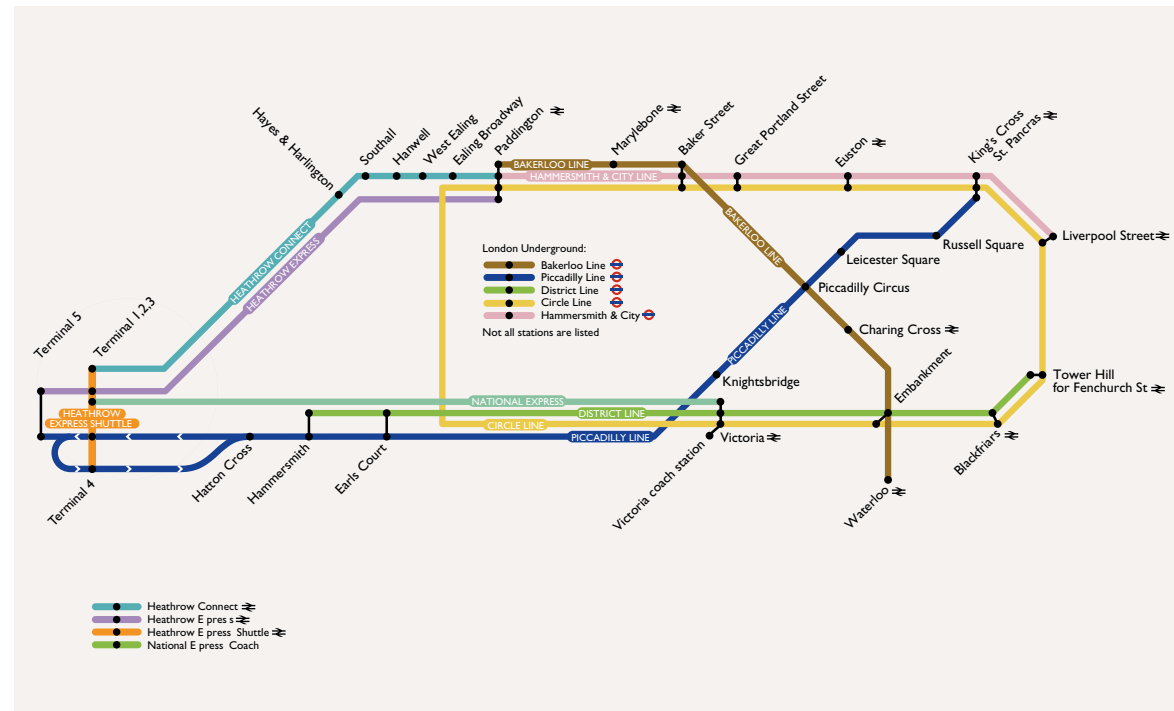 Hayes & Harlington
Southall
Hanwell
West Ealing
Ealing Broadway
Paddington
Marylebone
Baker Street
Great Portland Street
Euston
King's Cross
St. Pancras
BAKERLOO LINE
HAMMERSMITH & CITY LINE
HEATHROW CONNECT
HEATHROW EXPRESS
BAKERLOO LINE
Liverpool Street
Russell Square
Leicester Square
London Underground:
Bakerloo Line
Piccadilly Line
District Line
Circle Line
Hammersmith & City
Not all stations are listed
Piccadilly Circus
PICCADILLY LINE
Charing Cross
Terminal 5
Terminal 1,2,3
Knightsbridge
Embankment
Tower Hill
for Fenchurch St
NATIONAL EXPRESS
HEATHROW
EXPRESS SHUTTLE
DISTRICT LINE
CIRCLE LINE
PICCADILLY LINE
Victoria
Blackfriars
Terminal 4
Hatton Cross
Hammersmith
Earls Court
Victoria coach station
Waterloo
Heathrow Connect
Heathrow E pres s
Heathrow E press Shuttle
National E press Coach